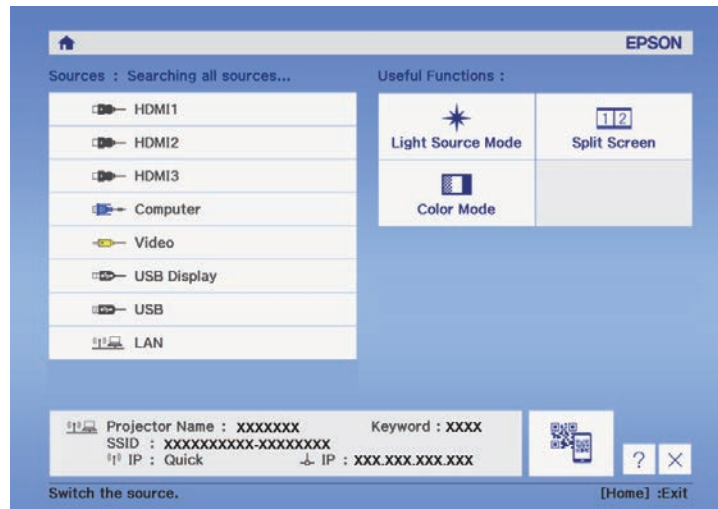 EPSON
Sources : Searching all sources...
Useful Functions :
HDMI1
HDMI2
HDMI3
Computer
Video
USB Display
USB
LAN
Light Source Mode
1 2
Split Screen
Color Mode
Projector Name : XXXXXXX Keyword : XXXX
SSID : XXXXXXXXXX-XXXXXXXX
IP : Quick IP : XXX.XXX.XXX.XXX
? ×
Switch the source. [Home] :Exit